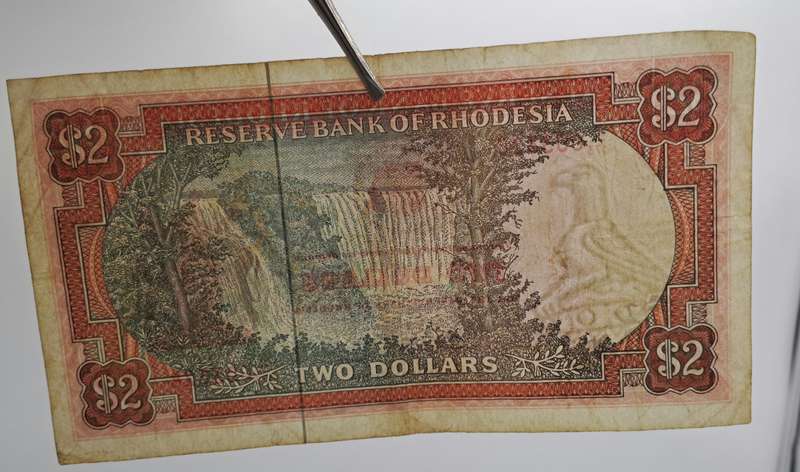 $2 $2
RESERVE BANK OF RHODESIA
TWO DOLLARS
$2 $2